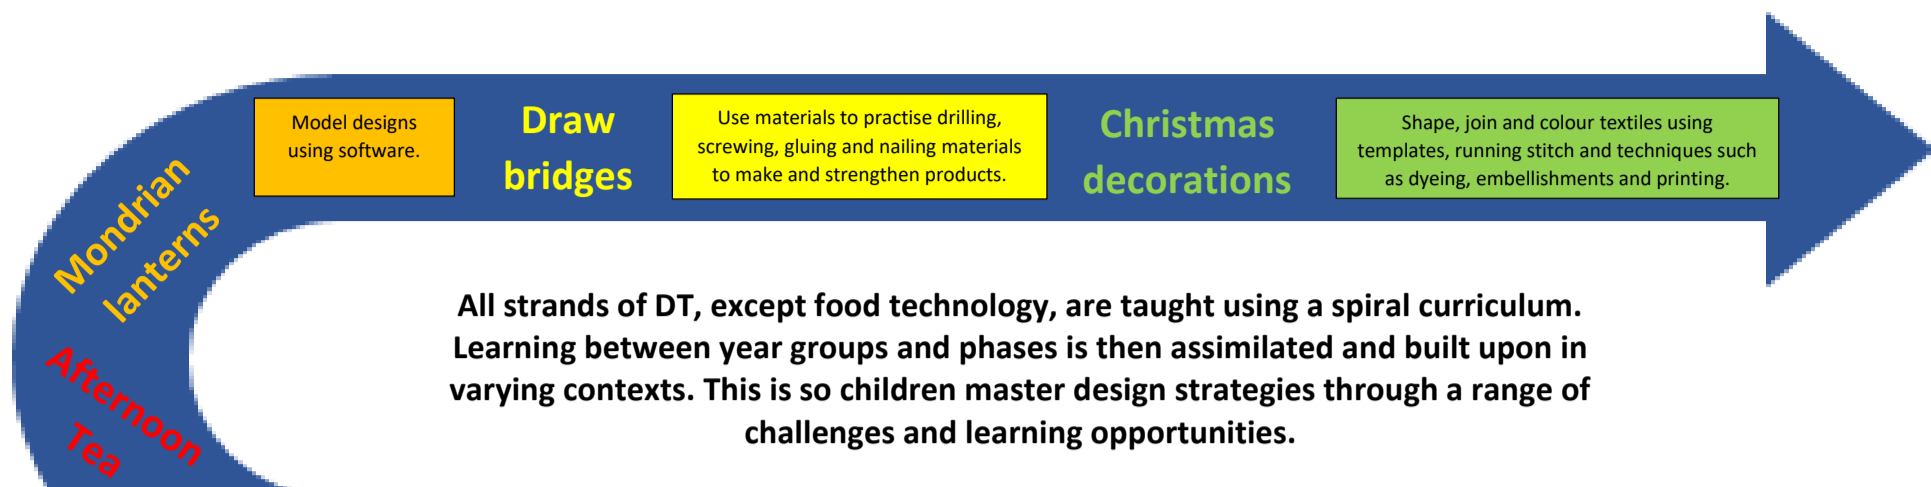 Model designs
using software.
Draw
bridges
Use materials to practise drilling,
screwing, gluing and nailing materials
to make and strengthen products.
Christmas
decorations
Shape, join and colour textiles using
templates, running stitch and techniques such
as dyeing, embellishments and printing.
Mondrian
lanterns
Afternoon
Tea
All strands of DT, except food technology, are taught using a spiral curriculum.
Learning between year groups and phases is then assimilated and built upon in
varying contexts. This is so children master design strategies through a range of
challenges and learning opportunities.